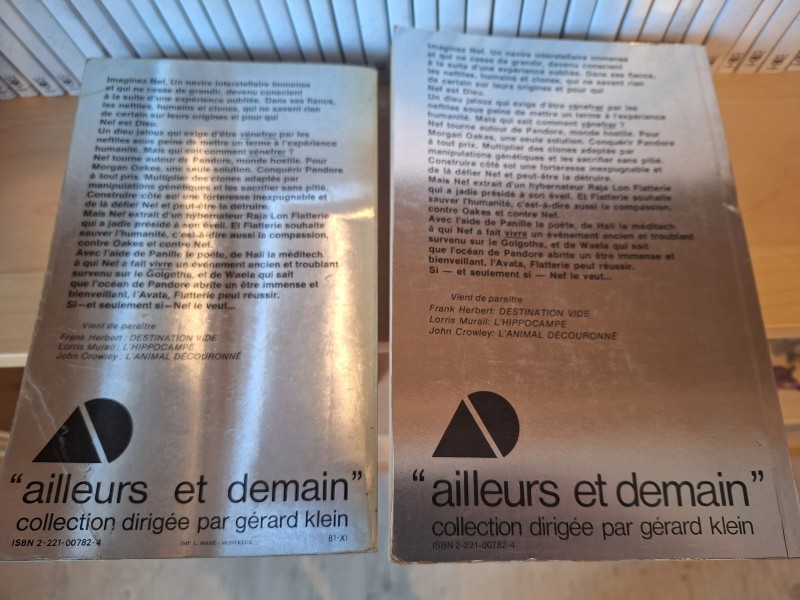 Imaginez Nef. Un navire interstellaire immense
et qui ne cesse de grandir, devenu conscient
à la suite d'une expérience oubliée. Dans ses flancs,
les neftiles, humains et clones, qui ne savent rien
de certain sur leurs origines et pour qui
Nef est Dieu.
Un dieu jaloux qui exige d'être vénefrer par les
neftiles sous peine de mettre un terme à l'expérience
humanité. Mais qui sait comment vénefrer ?
Nef tourne autour de Pandore, monde hostile. Pour
Morgan Oakes, une seule solution. Conquérir Pandore
à tout prix. Multiplier des clones adaptés par
manipulations génétiques et les sacrifier sans pitié.
Construire côté sol une forteresse inexpugnable et
de là défier Nef et peut-être la détruire.
Mais Nef extrait d'un hybernateur Raja Lon Flatterie
qui a jadis présidé à son éveil. Et Flatterie souhaite
sauver l'humanité, c'est-à-dire aussi la compassion,
contre Oakes et contre Nef.
Avec l'aide de Panille le poète, de Hali la méditech
à qui Nef a fait vivre un événement ancien et troublant
survenu sur le Golgotha, et de Waela qui sait
que l'océan de Pandore abrite un être immense et
bienveillant, l'Avata, Flatterie peut réussir.
Si—et seulement si—Nef le veut...
Vient de paraître
Frank Herbert: DESTINATION VIDE
Lorris Murail: L'HIPPOCAMPE
John Crowley: L'ANIMAL DÉCOURONNÉ
"ailleurs et demain"
collection dirigée par gérard klein
ISBN 2-221-00782-4
IMP. L. MAMÉ - MONTREUIL
81-XI
Imaginez Nef. Un navire interstellaire immense
et qui ne cesse de grandir, devenu conscient
à la suite d'une expérience oubliée. Dans ses flancs,
les neftiles, humains et clones, qui ne savent rien
de certain sur leurs origines et pour qui
Nef est Dieu.
Un dieu jaloux qui exige d'être vénefrer par les
neftiles sous peine de mettre un terme à l'expérience
humanité. Mais qui sait comment vénefrer ?
Nef tourne autour de Pandore, monde hostile. Pour
Morgan Oakes, une seule solution. Conquérir Pandore
à tout prix. Multiplier des clones adaptés par
manipulations génétiques et les sacrifier sans pitié.
Construire côté sol une forteresse inexpugnable et
de là défier Nef et peut-être la détruire.
Mais Nef extrait d'un hybernateur Raja Lon Flatterie
qui a jadis présidé à son éveil. Et Flatterie souhaite
sauver l'humanité, c'est-à-dire aussi la compassion,
contre Oakes et contre Nef.
Avec l'aide de Panille le poète, de Hali la méditech
à qui Nef a fait vivre un événement ancien et troublant
survenu sur le Golgotha, et de Waela qui sait
que l'océan de Pandore abrite un être immense et
bienveillant, l'Avata, Flatterie peut réussir.
Si — et seulement si — Nef le veut...
Vient de paraître
Frank Herbert: DESTINATION VIDE
Lorris Murail: L'HIPPOCAMPE
John Crowley: L'ANIMAL DÉCOURONNÉ
"ailleurs et demain"
collection dirigée par gérard klein
ISBN 2-221-00782-4